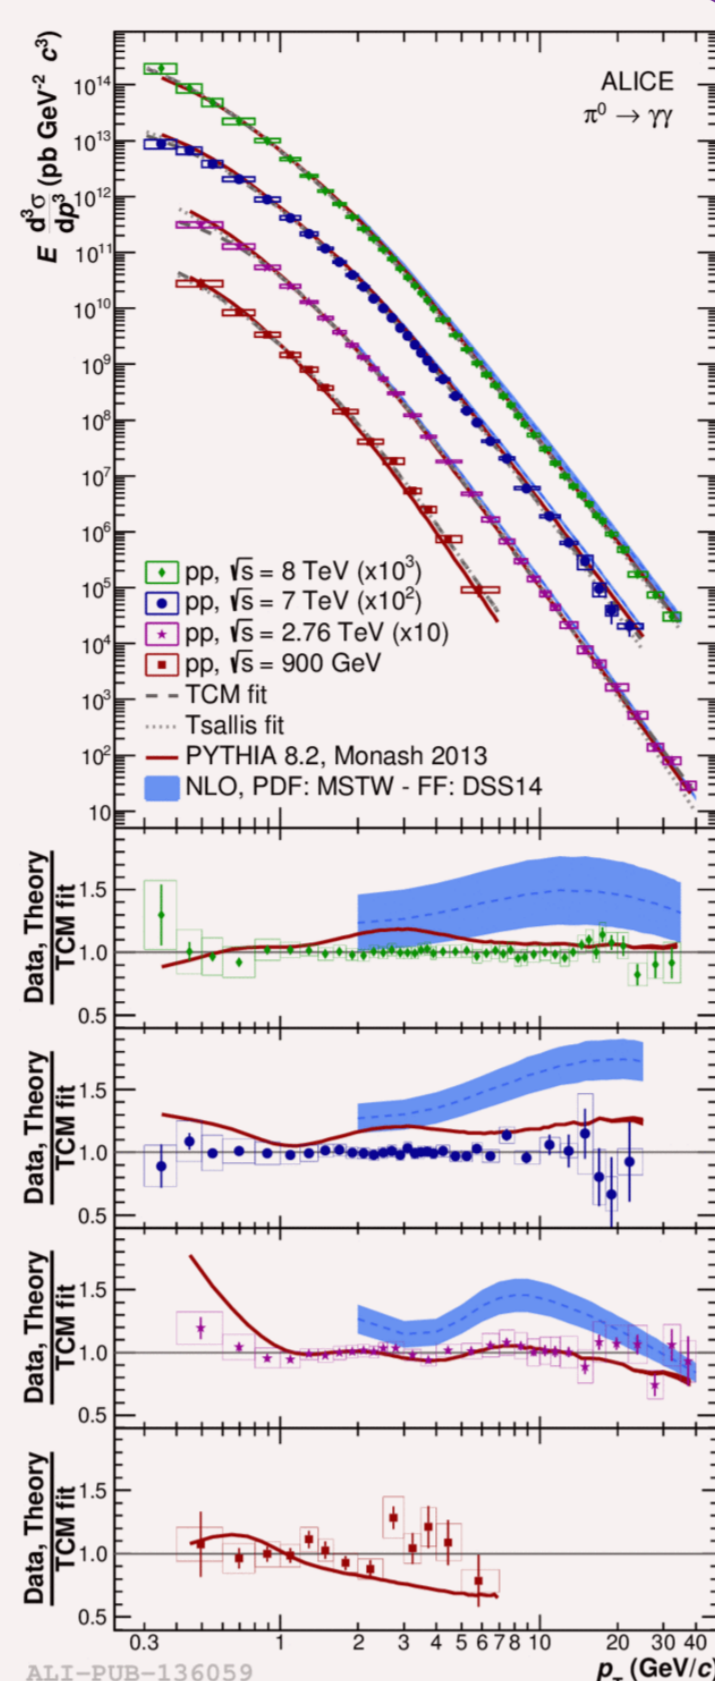 ALICE
π⁰ → γγ
E d³σ/dp³ (pb GeV⁻² c³)
10¹⁴
10¹³
10¹²
10¹¹
10¹⁰
10⁹
10⁸
10⁷
10⁶
10⁵
10⁴
10³
10²
10
pp, √s = 8 TeV (x10³)
pp, √s = 7 TeV (x10²)
pp, √s = 2.76 TeV (x10)
pp, √s = 900 GeV
TCM fit
Tsallis fit
PYTHIA 8.2, Monash 2013
NLO, PDF: MSTW - FF: DSS14
Data, Theory
TCM fit
1.5
1.0
0.5
Data, Theory
TCM fit
1.5
1.0
0.5
Data, Theory
TCM fit
1.5
1.0
0.5
Data, Theory
TCM fit
1.5
1.0
0.5
0.3 1 2 3 4 5 6 7 8 10 20 30 40
ALI-PUB-136059
p_T (GeV/c)